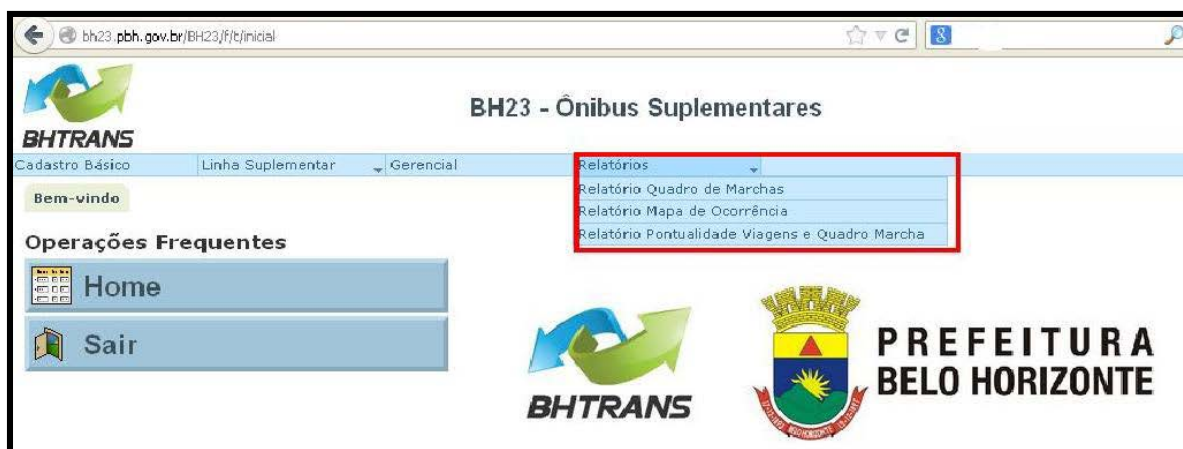 bh23.pbh.gov.br/BH23/f/t/inicial
8
BHTRANS
BH23 - Ônibus Suplementares
Cadastro Básico Linha Suplementar Gerencial Relatórios
Relatório Quadro de Marchas
Relatório Mapa de Ocorrência
Relatório Pontualidade Viagens e Quadro Marcha
Bem-vindo
Operações Frequentes
Home
Sair
BHTRANS
PREFEITURA
BELO HORIZONTE